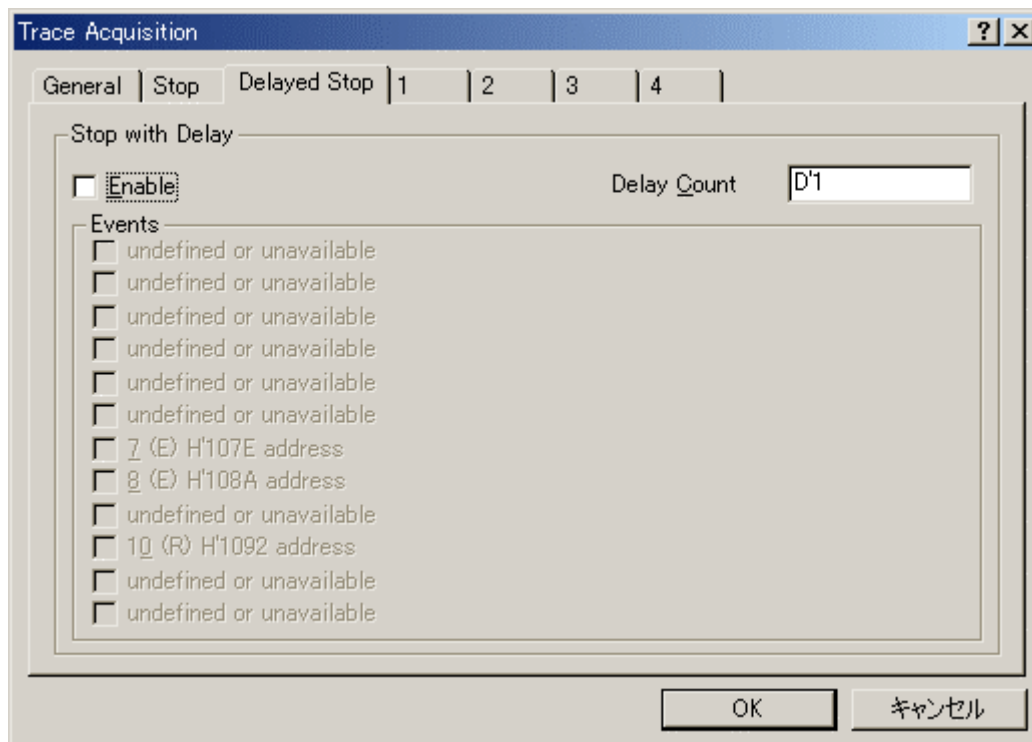 Trace Acquisition
General Stop Delayed Stop 1 2 3 4
Stop with Delay
Enable Delay Count D'1
Events
undefined or unavailable
undefined or unavailable
undefined or unavailable
undefined or unavailable
undefined or unavailable
undefined or unavailable
7 (E) H'107E address
8 (E) H'108A address
undefined or unavailable
10 (R) H'1092 address
undefined or unavailable
undefined or unavailable
OK キャンセル